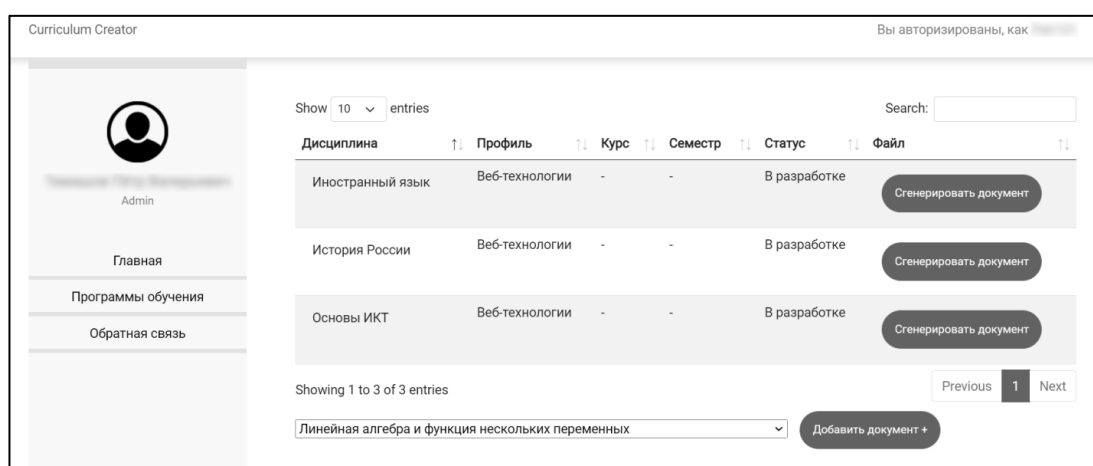 Curriculum Creator
Вы авторизированы, как
Admin
Главная
Программы обучения
Обратная связь
Show 10 entries
Search:
Дисциплина Профиль Курс Семестр Статус Файл
Иностранный язык Веб-технологии - - В разработке Сгенерировать документ
История России Веб-технологии - - В разработке Сгенерировать документ
Основы ИКТ Веб-технологии - - В разработке Сгенерировать документ
Showing 1 to 3 of 3 entries
Previous 1 Next
Линейная алгебра и функция нескольких переменных
Добавить документ +